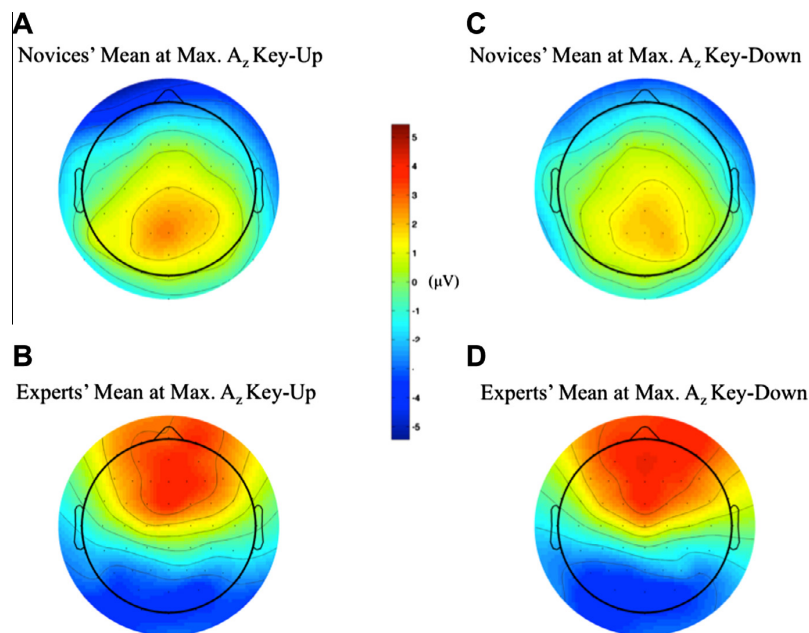 A
Novices' Mean at Max. Az Key-Up
C
Novices' Mean at Max. Az Key-Down
5
4
3
2
1
0
(μV)
-1
-2
-3
-4
-5
B
Experts' Mean at Max. Az Key-Up
D
Experts' Mean at Max. Az Key-Down